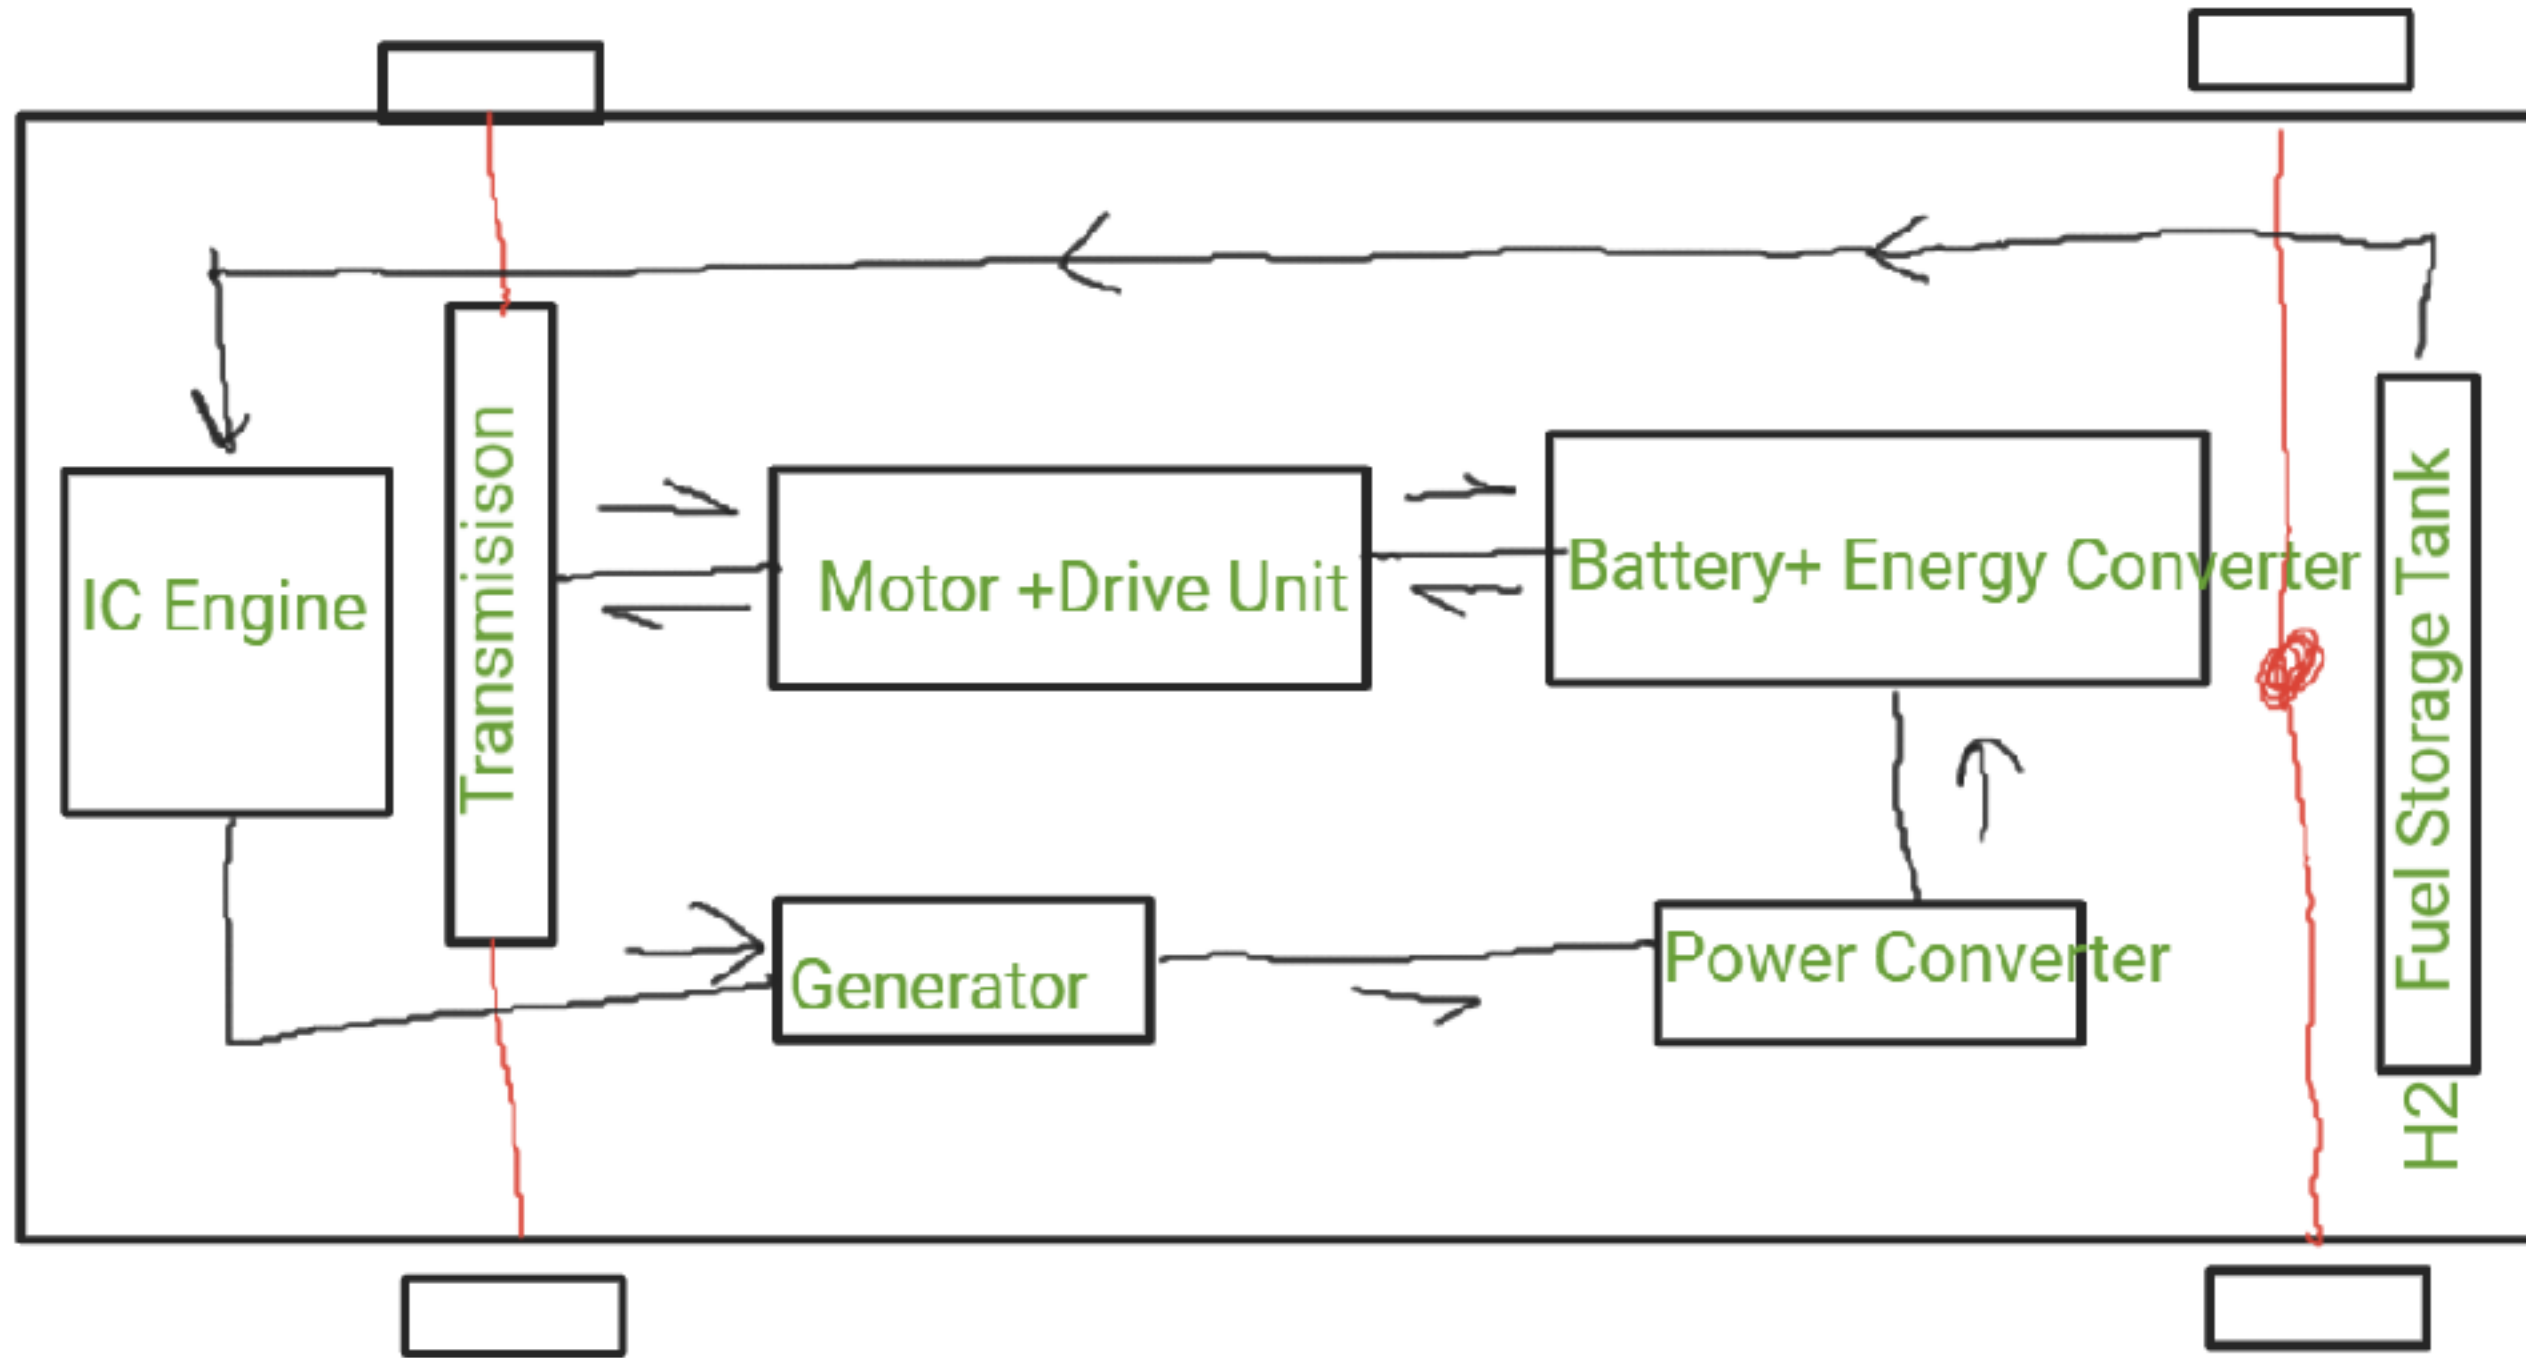 IC Engine
Transmisison
Motor +Drive Unit
Battery+ Energy Converter
Generator
Power Converter
H2 Fuel Storage Tank